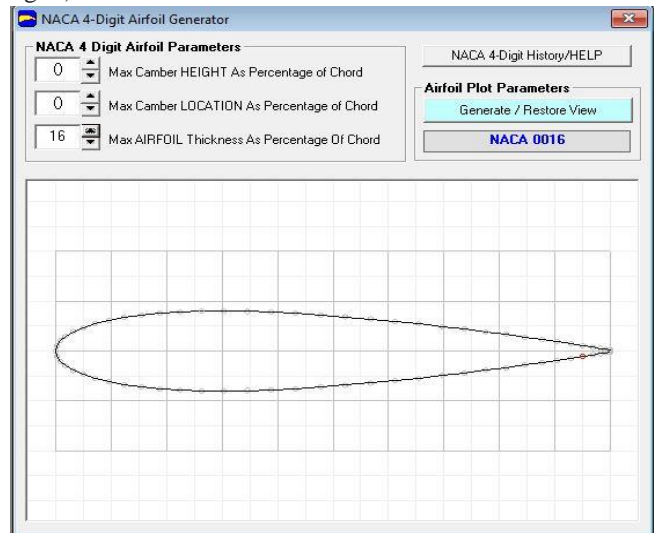 NACA 4-Digit Airfoil Generator
NACA 4 Digit Airfoil Parameters
0 Max Camber HEIGHT As Percentage of Chord
0 Max Camber LOCATION As Percentage of Chord
16 Max AIRFOIL Thickness As Percentage Of Chord
NACA 4-Digit History/HELP
Airfoil Plot Parameters
Generate / Restore View
NACA 0016